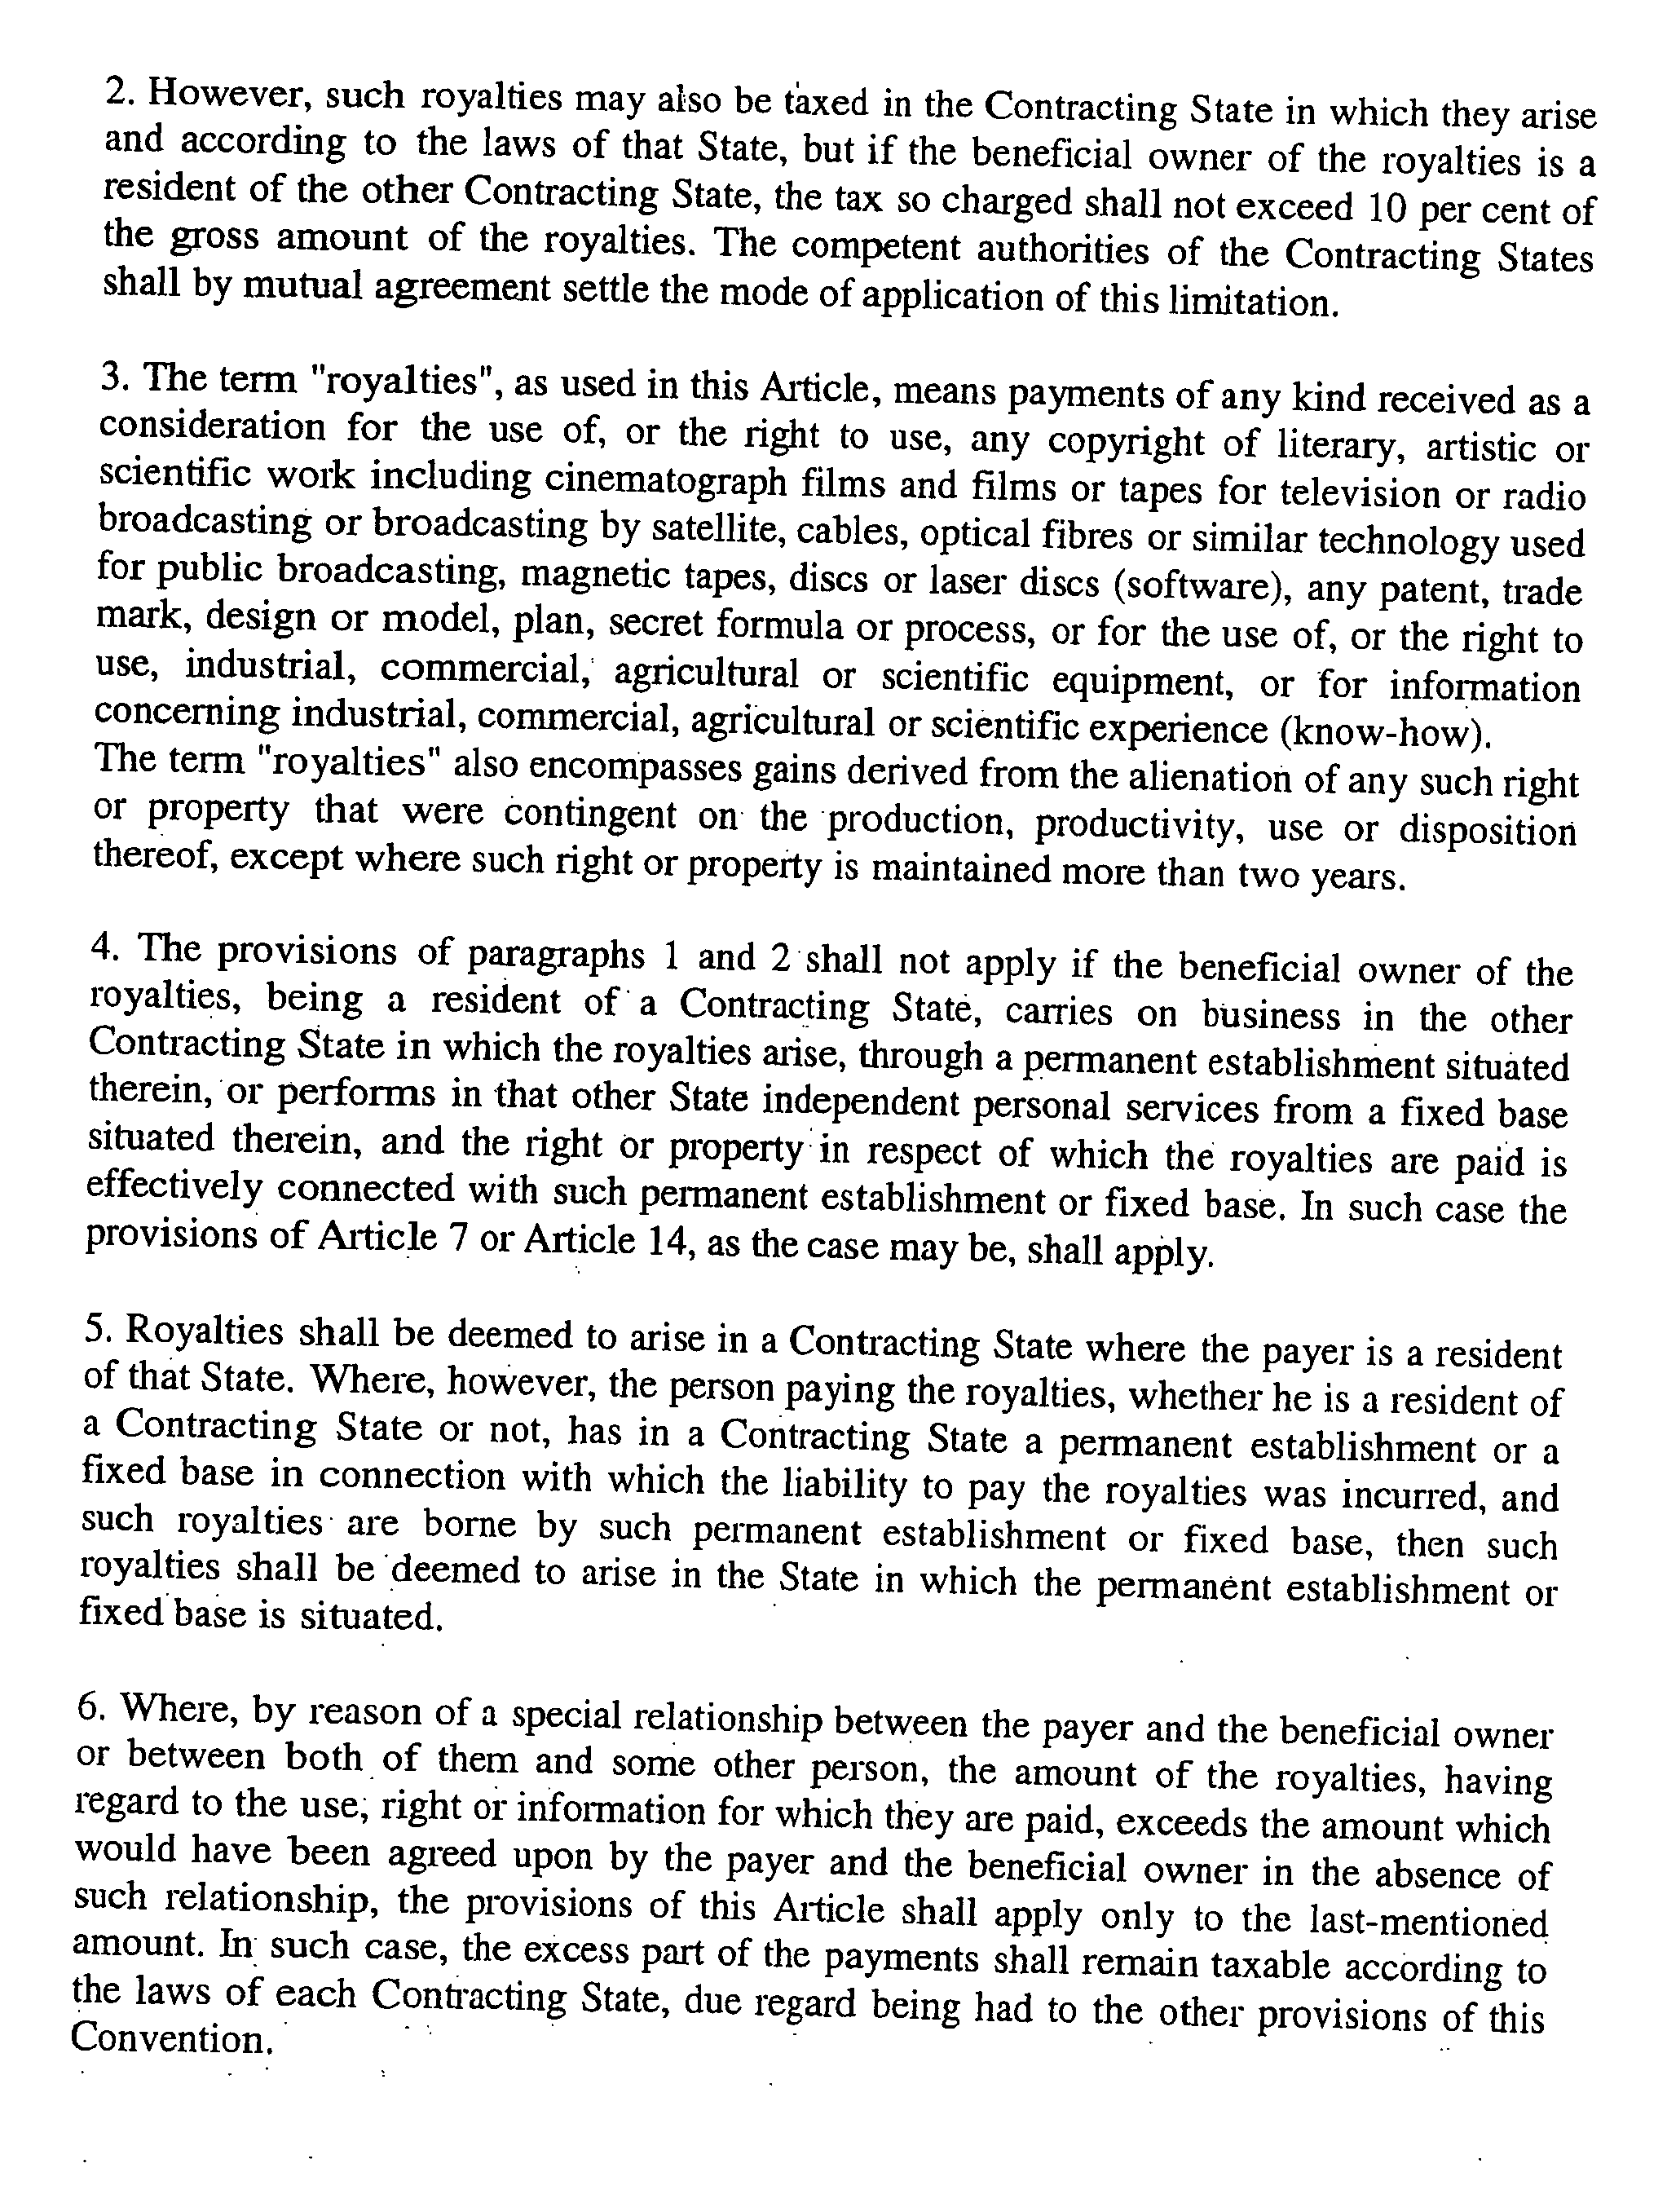 2. However, such royalties may also be taxed in the Contracting State in which they arise
and according to the laws of that State, but if the beneficial owner of the royalties is a
resident of the other Contracting State, the tax so charged shall not exceed 10 per cent of
the gross amount of the royalties. The competent authorities of the Contracting States
shall by mutual agreement settle the mode of application of this limitation.
3. The term "royalties", as used in this Article, means payments of any kind received as a
consideration for the use of, or the right to use, any copyright of literary, artistic or
scientific work including cinematograph films and films or tapes for television or radio
broadcasting or broadcasting by satellite, cables, optical fibres or similar technology used
for public broadcasting, magnetic tapes, discs or laser discs (software), any patent, trade
mark, design or model, plan, secret formula or process, or for the use of, or the right to
use, industrial, commercial, agricultural or scientific equipment, or for information
concerning industrial, commercial, agricultural or scientific experience (know-how).
The term "royalties" also encompasses gains derived from the alienation of any such right
or property that were contingent on the production, productivity, use or disposition
thereof, except where such right or property is maintained more than two years.
4. The provisions of paragraphs 1 and 2 shall not apply if the beneficial owner of the
royalties, being a resident of a Contracting State, carries on business in the other
Contracting State in which the royalties arise, through a permanent establishment situated
therein, or performs in that other State independent personal services from a fixed base
situated therein, and the right or property in respect of which the royalties are paid is
effectively connected with such permanent establishment or fixed base. In such case the
provisions of Article 7 or Article 14, as the case may be, shall apply.
5. Royalties shall be deemed to arise in a Contracting State where the payer is a resident
of that State. Where, however, the person paying the royalties, whether he is a resident of
a Contracting State or not, has in a Contracting State a permanent establishment or a
fixed base in connection with which the liability to pay the royalties was incurred, and
such royalties are borne by such permanent establishment or fixed base, then such
royalties shall be deemed to arise in the State in which the permanent establishment or
fixed base is situated.
6. Where, by reason of a special relationship between the payer and the beneficial owner
or between both of them and some other person, the amount of the royalties, having
regard to the use, right or information for which they are paid, exceeds the amount which
would have been agreed upon by the payer and the beneficial owner in the absence of
such relationship, the provisions of this Article shall apply only to the last-mentioned
amount. In such case, the excess part of the payments shall remain taxable according to
the laws of each Contracting State, due regard being had to the other provisions of this
Convention.